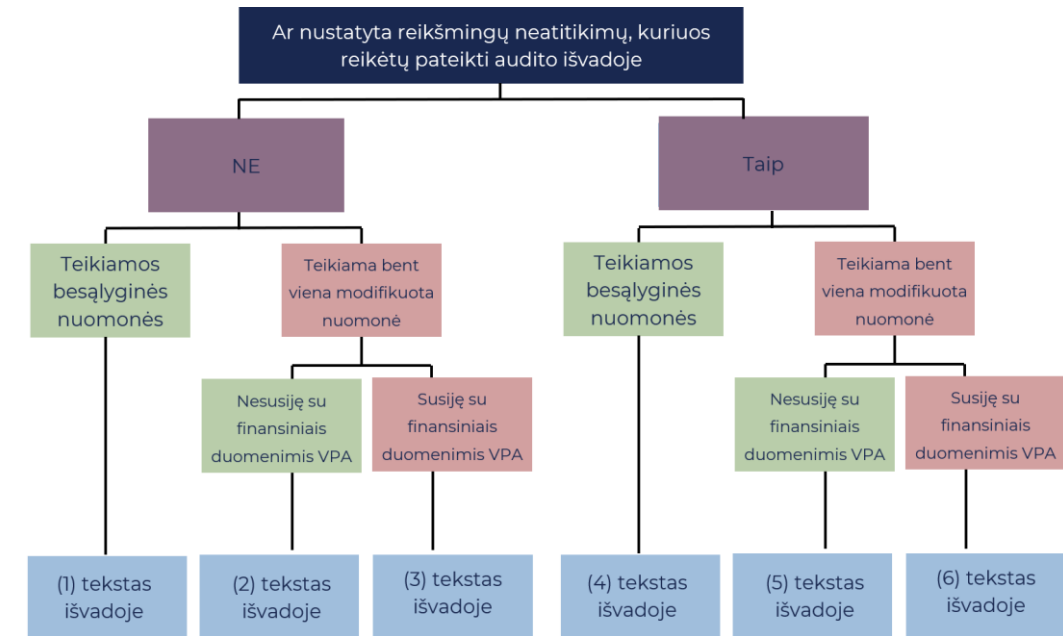 Ar nustatyta reikšmingų neatitikimų, kuriuos
reikėtų pateikti audito išvadoje
NE
Taip
Teikiamos
besąlyginės
nuomonės
Teikiama bent
viena modifikuota
nuomonė
Teikiamos
besąlyginės
nuomonės
Teikiama bent
viena modifikuota
nuomonė
Nesusiję su
finansiniais
duomenimis VPA
Susiję su
finansiniais
duomenimis VPA
Nesusiję su
finansiniais
duomenimis VPA
Susiję su
finansiniais
duomenimis VPA
(1) tekstas
išvadoje
(2) tekstas
išvadoje
(3) tekstas
išvadoje
(4) tekstas
išvadoje
(5) tekstas
išvadoje
(6) tekstas
išvadoje